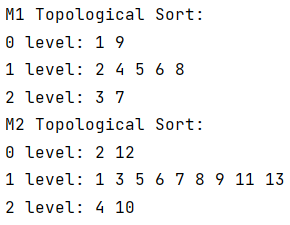 M1 Topological Sort:
0 level: 1 9
1 level: 2 4 5 6 8
2 level: 3 7
M2 Topological Sort:
0 level: 2 12
1 level: 1 3 5 6 7 8 9 11 13
2 level: 4 10